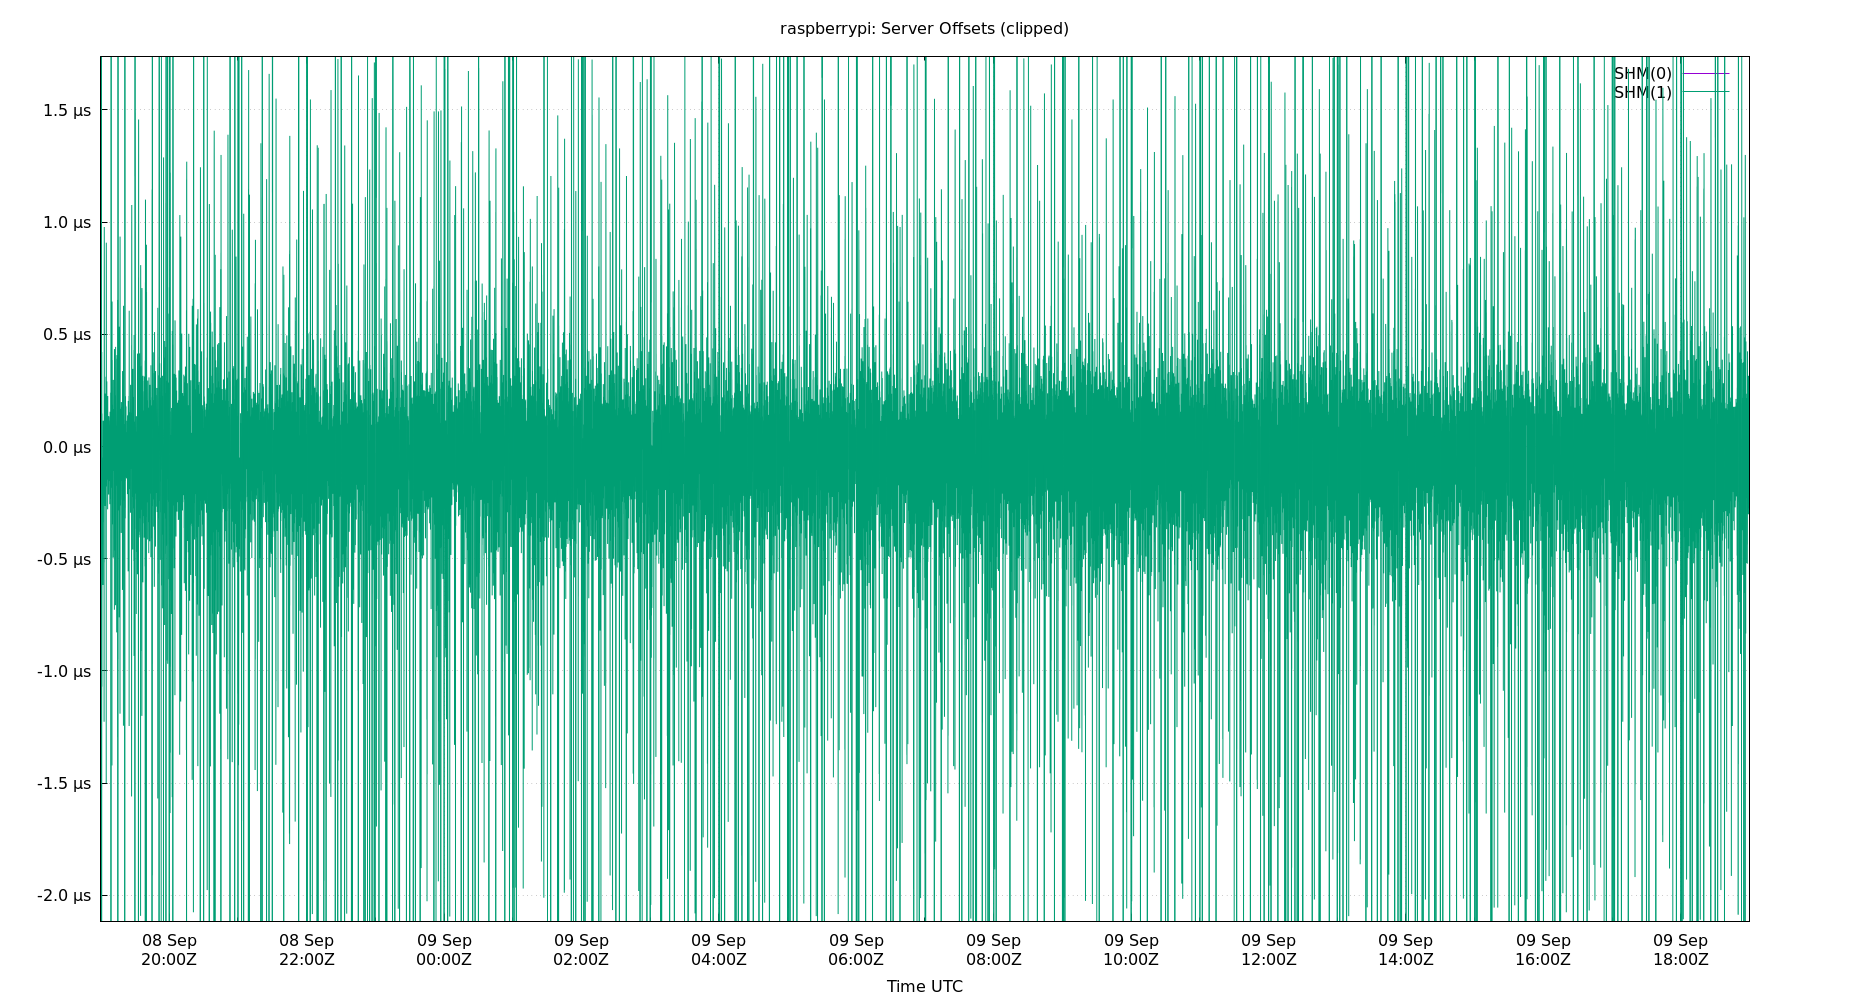 raspberrypi: Server Offsets (clipped)
SHM(0)
SHM(1)
1.5 µs
1.0 µs
0.5 µs
0.0 µs
-0.5 µs
-1.0 µs
-1.5 µs
-2.0 µs
08 Sep 08 Sep 09 Sep 09 Sep 09 Sep 09 Sep 09 Sep 09 Sep 09 Sep 09 Sep 09 Sep 09 Sep
20:00Z 22:00Z 00:00Z 02:00Z 04:00Z 06:00Z 08:00Z 10:00Z 12:00Z 14:00Z 16:00Z 18:00Z
Time UTC